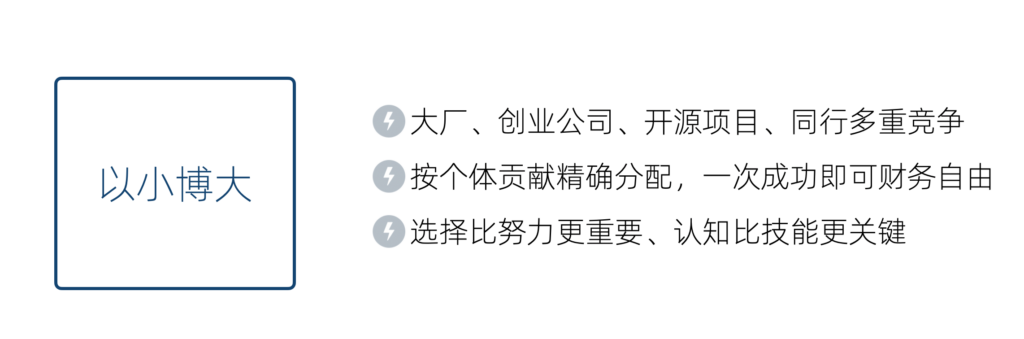 以小博大
大厂、创业公司、开源项目、同行多重竞争
按个体贡献精确分配，一次成功即可财务自由
选择比努力更重要、认知比技能更关键